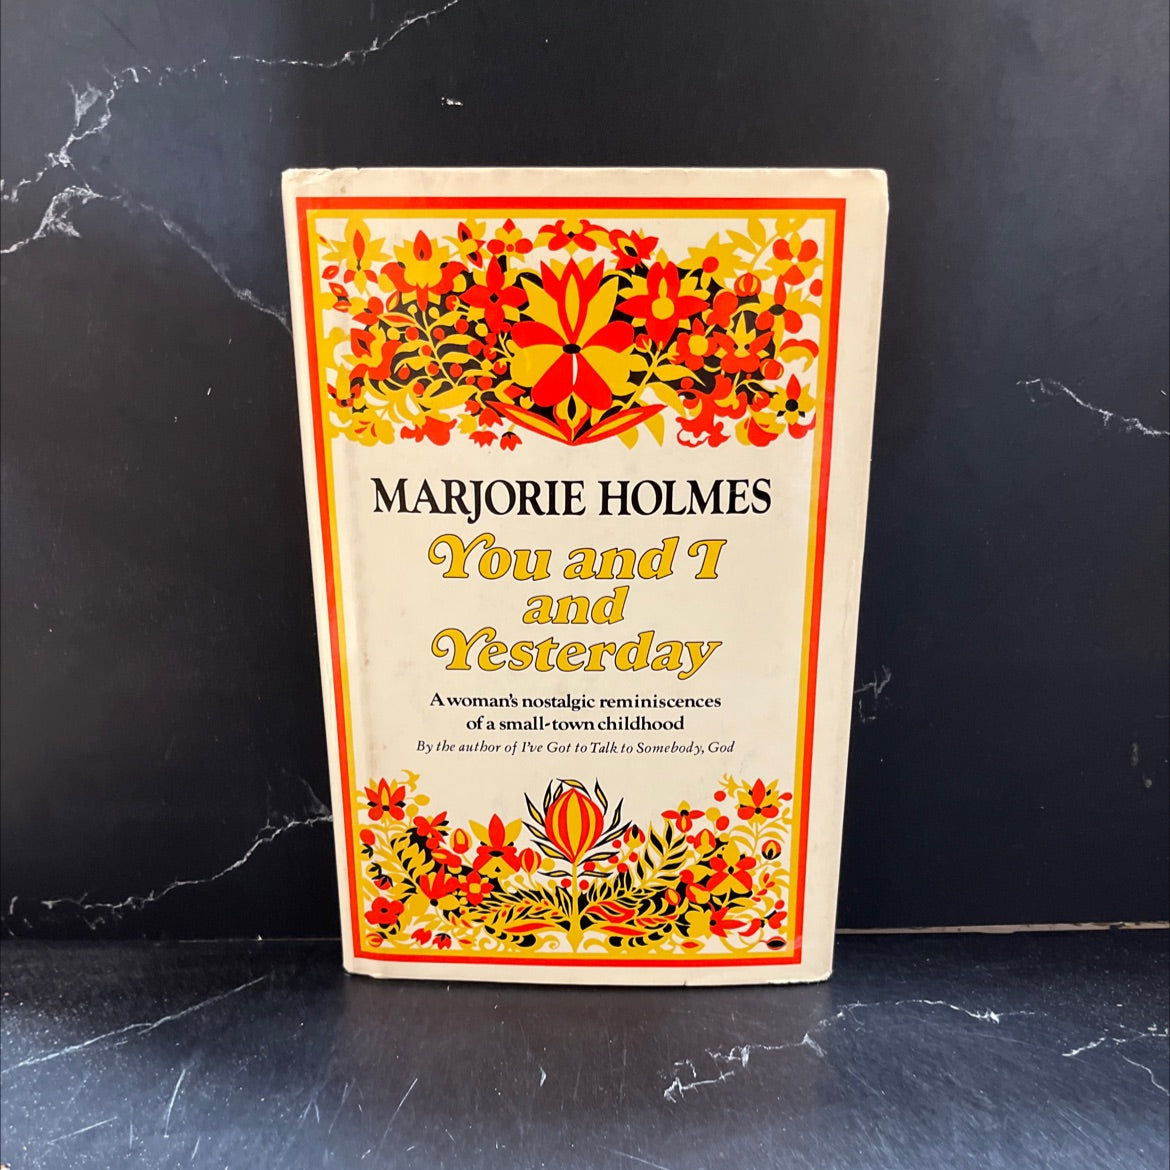 MARJORIE HOLMES
You and I
and
Yesterday
A woman's nostalgic reminiscences
of a small-town childhood
By the author of I've Got to Talk to Somebody, God